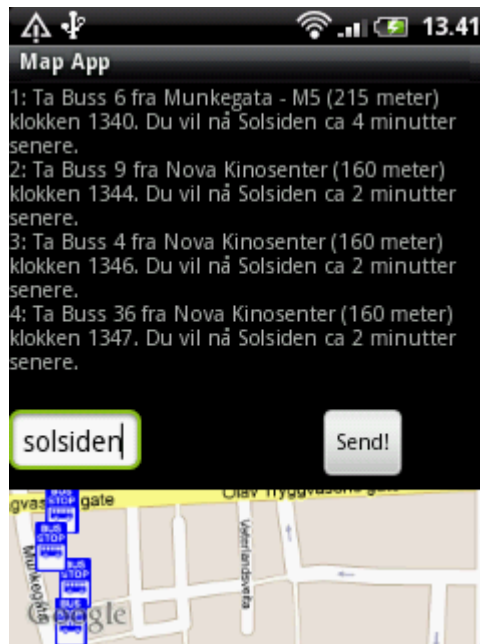 13.41
Map App
1: Ta Buss 6 fra Munkegata - M5 (215 meter)
klokken 1340. Du vil nå Solsiden ca 4 minutter
senere.
2: Ta Buss 9 fra Nova Kinosenter (160 meter)
klokken 1344. Du vil nå Solsiden ca 2 minutter
senere.
3: Ta Buss 4 fra Nova Kinosenter (160 meter)
klokken 1346. Du vil nå Solsiden ca 2 minutter
senere.
4: Ta Buss 36 fra Nova Kinosenter (160 meter)
klokken 1347. Du vil nå Solsiden ca 2 minutter
senere.
solsiden
Send!
gate
Olav Tryggvasons gate
BUS
STOP
BUS
STOP
BUS
STOP
BUS
Munkegata
Google